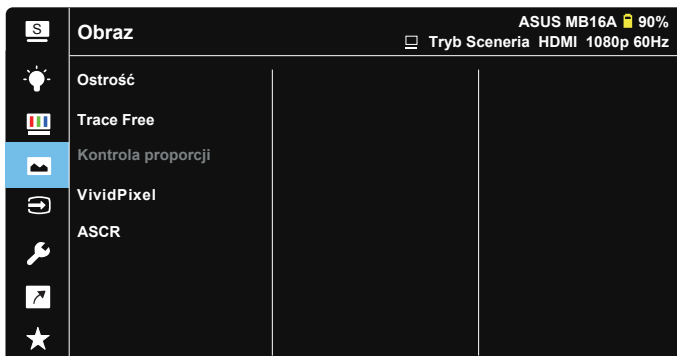 S
Obraz
ASUS MB16A 90%
Tryb Sceneria HDMI 1080p 60Hz
Ostrość
Trace Free
Kontrola proporcji
VividPixel
ASCR